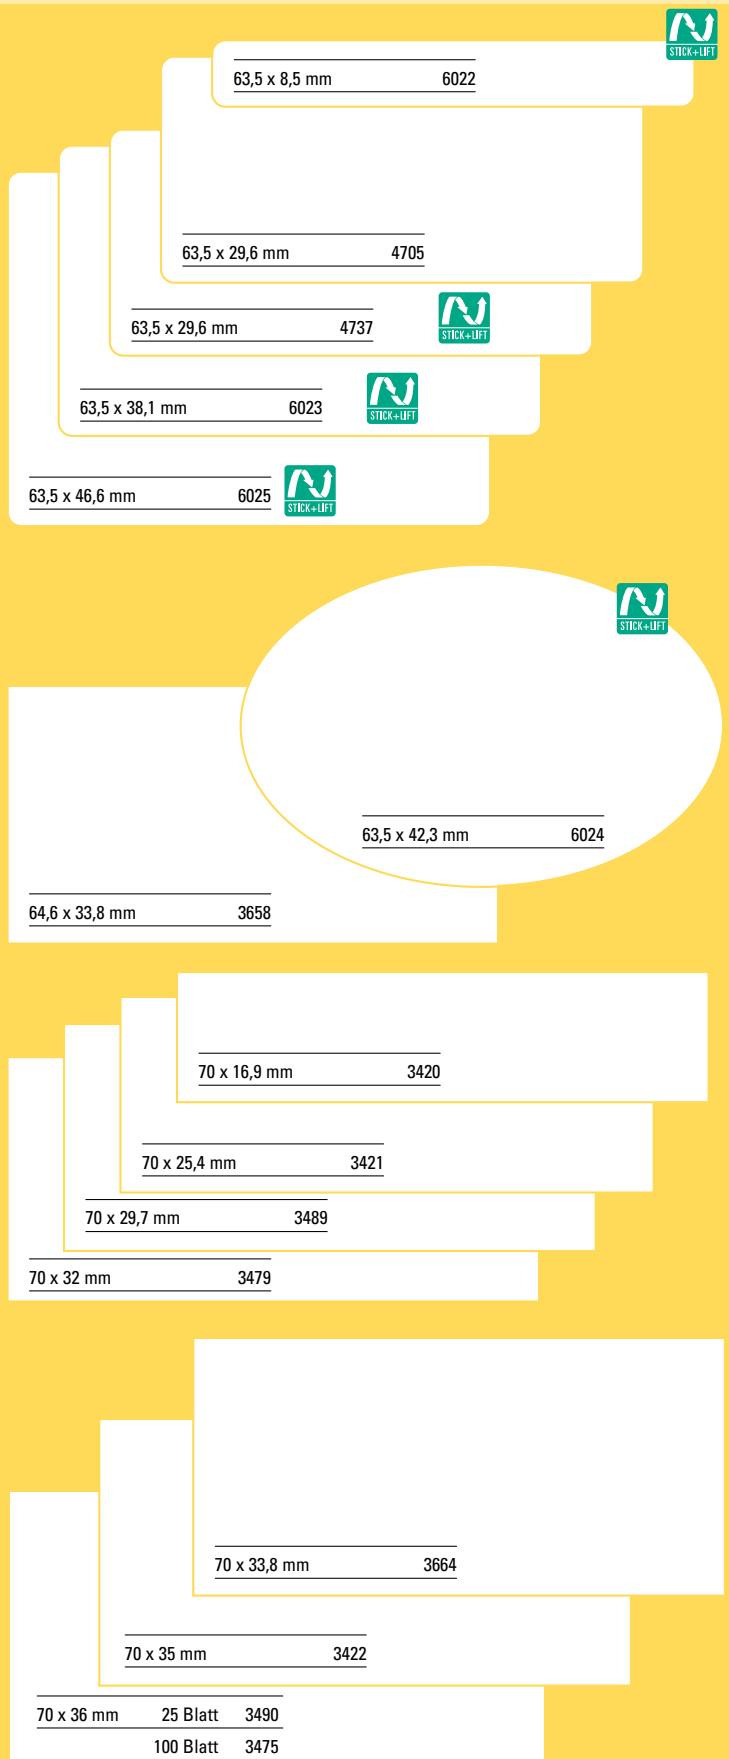 STICK+LIFT
63,5 x 8,5 mm 6022
63,5 x 29,6 mm 4705
63,5 x 29,6 mm 4737
STICK+LIFT
63,5 x 38,1 mm 6023
STICK+LIFT
63,5 x 46,6 mm 6025
STICK+LIFT
STICK+LIFT
63,5 x 42,3 mm 6024
64,6 x 33,8 mm 3658
70 x 16,9 mm 3420
70 x 25,4 mm 3421
70 x 29,7 mm 3489
70 x 32 mm 3479
70 x 33,8 mm 3664
70 x 35 mm 3422
70 x 36 mm 25 Blatt 3490
100 Blatt 3475